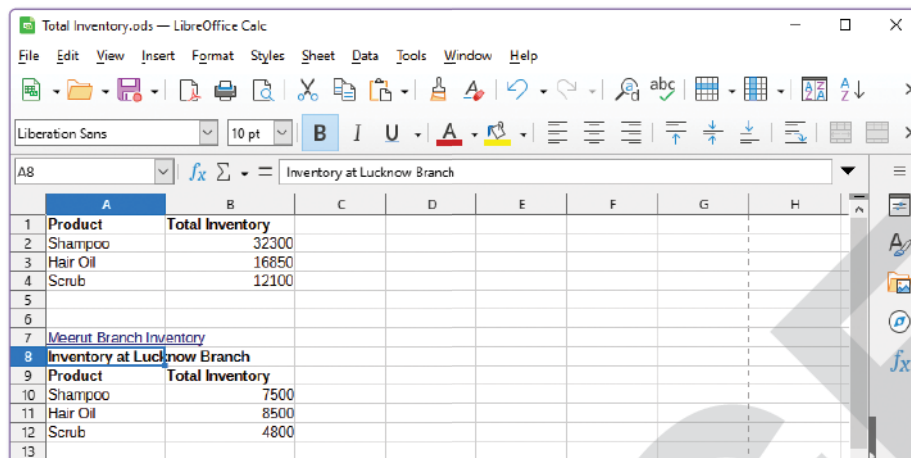 Total Inventory.ods — LibreOffice Calc
File Edit View Insert Format Styles Sheet Data Tools Window Help
Liberation Sans 10 pt B I U A
A8 fx Σ = Inventory at Lucknow Branch
A B C D E F G H
1 Product Total Inventory
2 Shampoo 32300
3 Hair Oil 16850
4 Scrub 12100
5
6
7 Meerut Branch Inventory
8 Inventory at Lucknow Branch
9 Product Total Inventory
10 Shampoo 7500
11 Hair Oil 8500
12 Scrub 4800
13